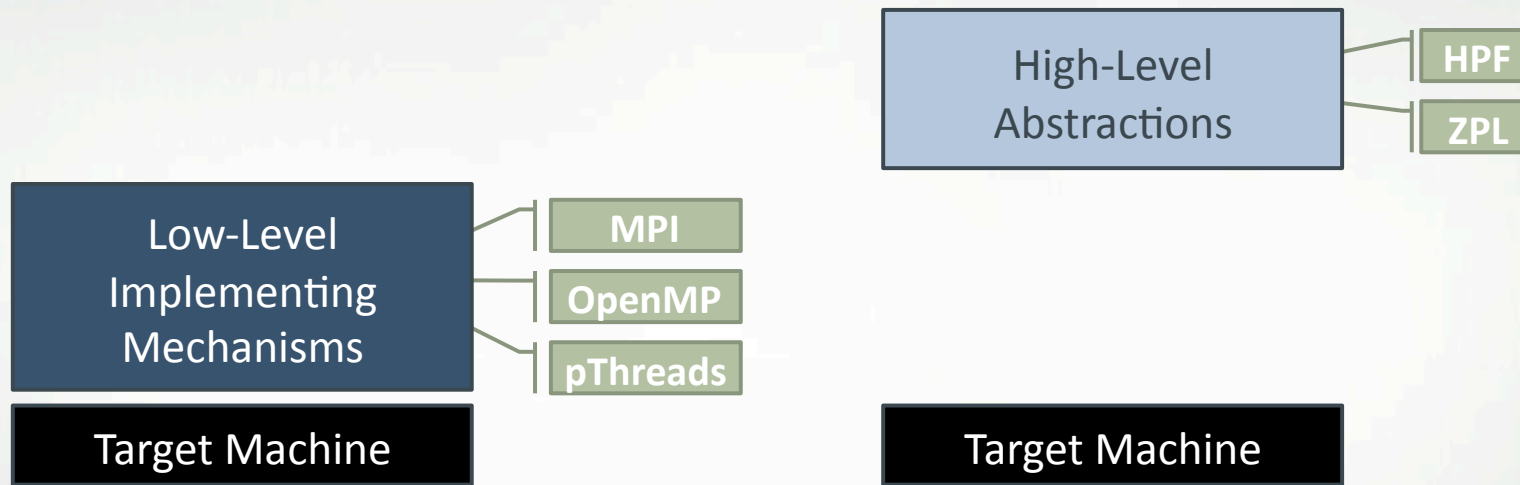 High-Level
Abstractions
HPF
ZPL
Low-Level
Implementing
Mechanisms
MPI
OpenMP
pThreads
Target Machine
Target Machine